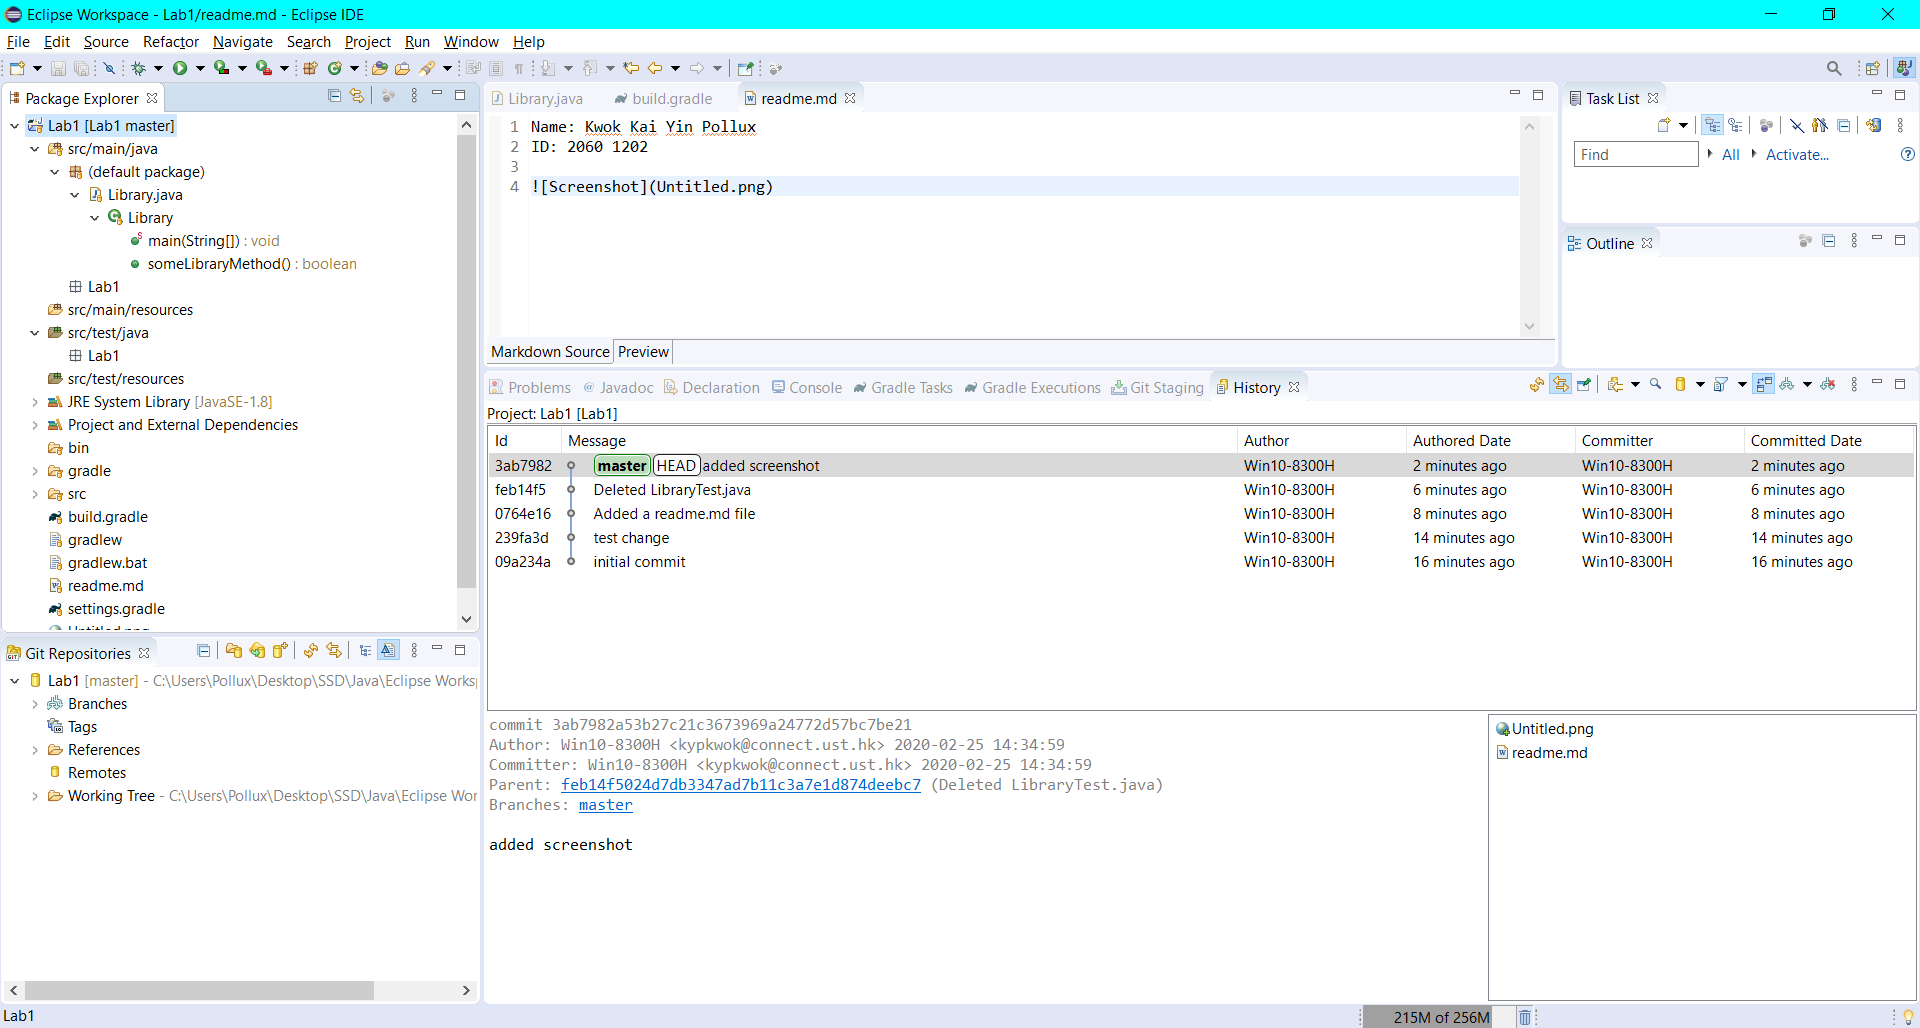 Eclipse Workspace - Lab1/readme.md - Eclipse IDE
File Edit Source Refactor Navigate Search Project Run Window Help
Package Explorer
Lab1 [Lab1 master]
src/main/java
(default package)
Library.java
Library
main(String[]) : void
someLibraryMethod() : boolean
Lab1
src/main/resources
src/test/java
Lab1
src/test/resources
JRE System Library [JavaSE-1.8]
Project and External Dependencies
bin
gradle
src
build.gradle
gradlew
gradlew.bat
readme.md
settings.gradle
Untitled.png
Git Repositories
Lab1 [master] - C:\Users\Pollux\Desktop\SSD\Java\Eclipse Works
Branches
Tags
References
Remotes
Working Tree - C:\Users\Pollux\Desktop\SSD\Java\Eclipse Wor
Library.java build.gradle readme.md
1 Name: Kwok Kai Yin Pollux
2 ID: 2060 1202
3
4 ![Screenshot](Untitled.png)
Markdown Source Preview
Task List
Find All Activate...
Outline
Problems @ Javadoc Declaration Console Gradle Tasks Gradle Executions Git Staging History
Project: Lab1 [Lab1]
Id Message Author Authored Date Committer Committed Date
3ab7982 master HEAD added screenshot Win10-8300H 2 minutes ago Win10-8300H 2 minutes ago
feb14f5 Deleted LibraryTest.java Win10-8300H 6 minutes ago Win10-8300H 6 minutes ago
0764e16 Added a readme.md file Win10-8300H 8 minutes ago Win10-8300H 8 minutes ago
239fa3d test change Win10-8300H 14 minutes ago Win10-8300H 14 minutes ago
09a234a initial commit Win10-8300H 16 minutes ago Win10-8300H 16 minutes ago
commit 3ab7982a53b27c21c3673969a24772d57bc7be21
Author: Win10-8300H <kypkwok@connect.ust.hk> 2020-02-25 14:34:59
Committer: Win10-8300H <kypkwok@connect.ust.hk> 2020-02-25 14:34:59
Parent: feb14f5024d7db3347ad7b11c3a7e1d874deebc7 (Deleted LibraryTest.java)
Branches: master
added screenshot
Untitled.png
readme.md
Lab1
215M of 256M